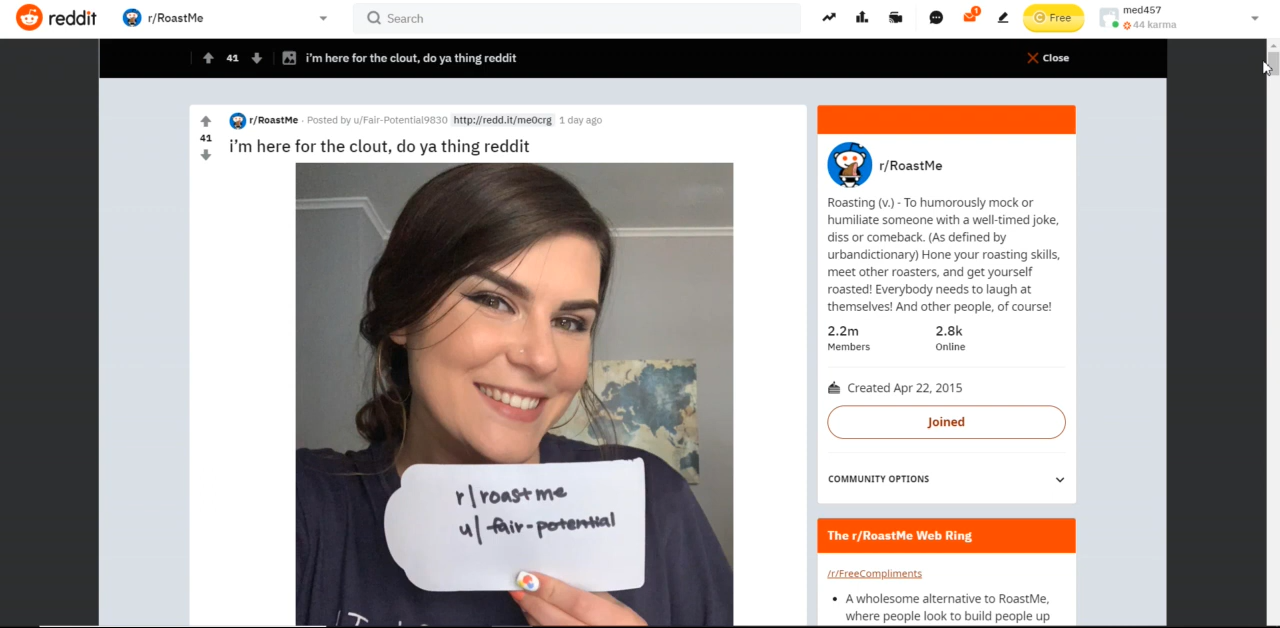 reddit
r/RoastMe
Search
1
Free
med457
44 karma
41
i'm here for the clout, do ya thing reddit
Close
r/RoastMe · Posted by u/Fair-Potential9830 http://redd.it/me0crg 1 day ago
41
i'm here for the clout, do ya thing reddit
r/roastme
u/fair-potential
r/RoastMe
Roasting (v.) - To humorously mock or
humiliate someone with a well-timed joke,
diss or comeback. (As defined by
urbandictionary) Hone your roasting skills,
meet other roasters, and get yourself
roasted! Everybody needs to laugh at
themselves! And other people, of course!
2.2m 2.8k
Members Online
Created Apr 22, 2015
Joined
COMMUNITY OPTIONS
The r/RoastMe Web Ring
/r/FreeCompliments
• A wholesome alternative to RoastMe,
where people look to build people up